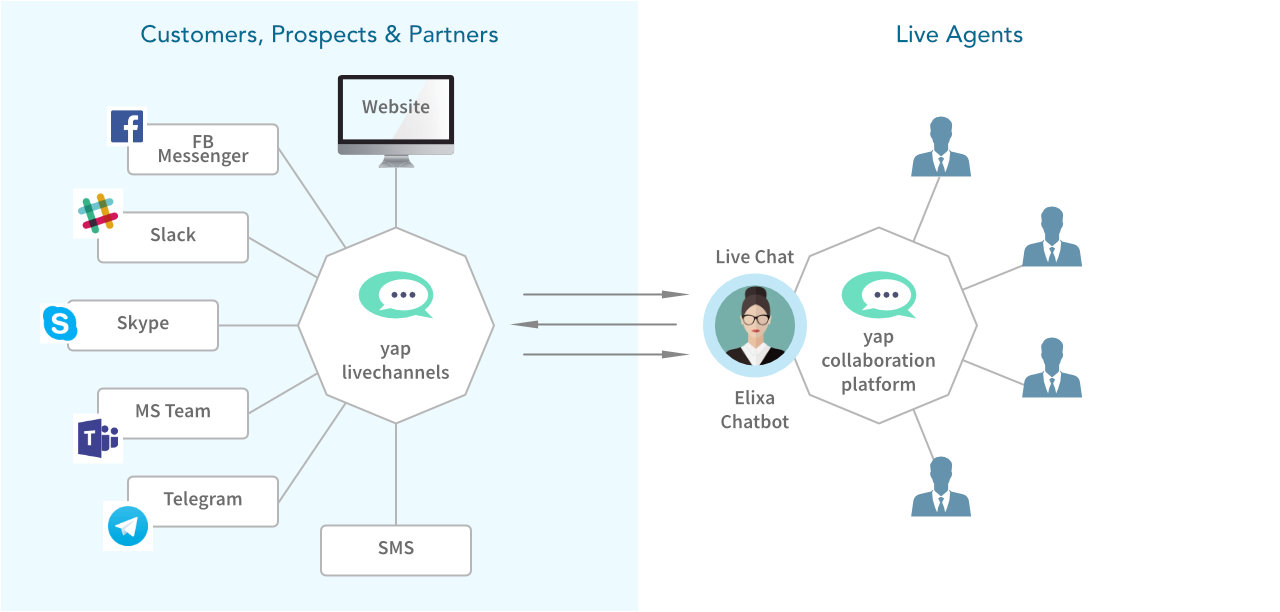 Customers, Prospects & Partners
Live Agents
Website
FB
Messenger
Slack
Skype
MS Team
Telegram
SMS
yap
livechannels
Live Chat
Elixa
Chatbot
yap
collaboration
platform